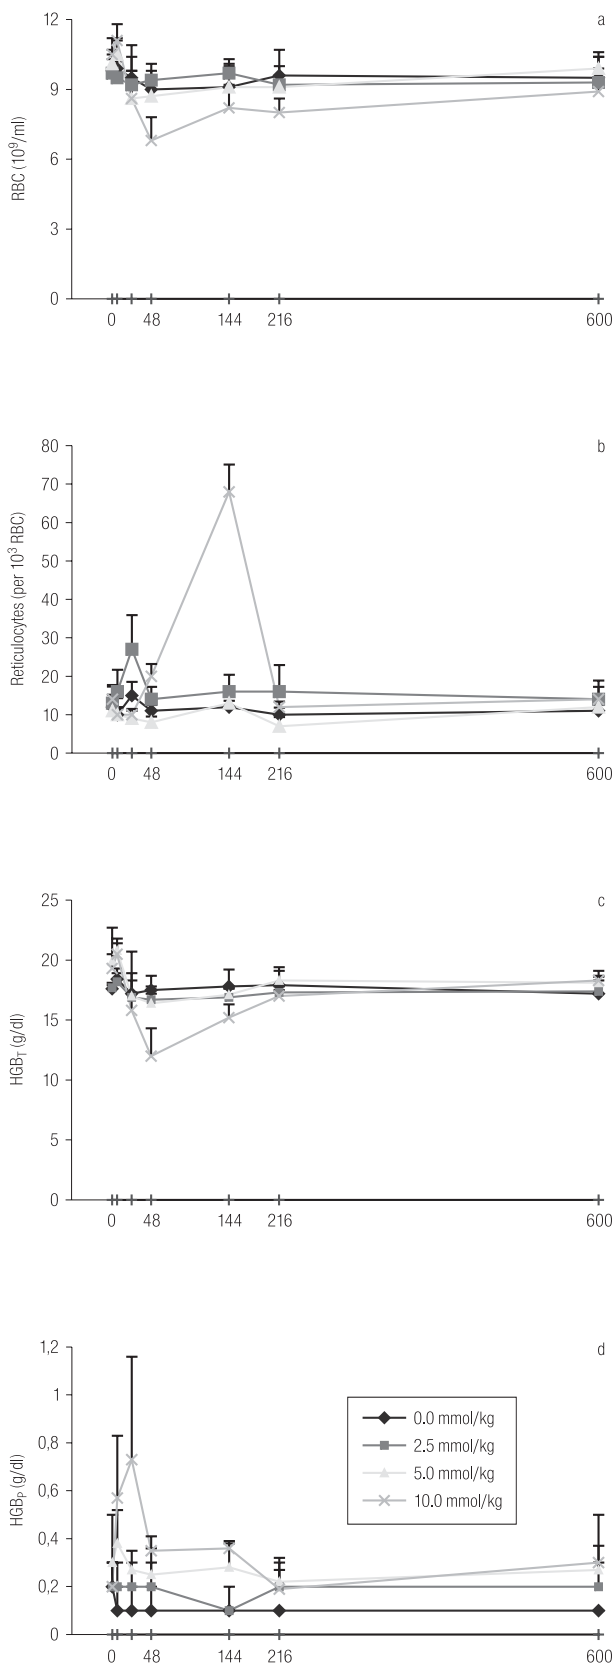 a
12
9
6
3
0
RBC (10⁹/ml)
0 48 144 216 600
b
80
70
60
50
40
30
20
10
0
Reticulocytes (per 10³ RBC)
0 48 144 216 600
c
25
20
15
10
5
0
HGB_T (g/dl)
0 48 144 216 600
d
1,2
1
0,8
0,6
0,4
0,2
0
HGB_P (g/dl)
0.0 mmol/kg
2.5 mmol/kg
5.0 mmol/kg
10.0 mmol/kg
0 48 144 216 600